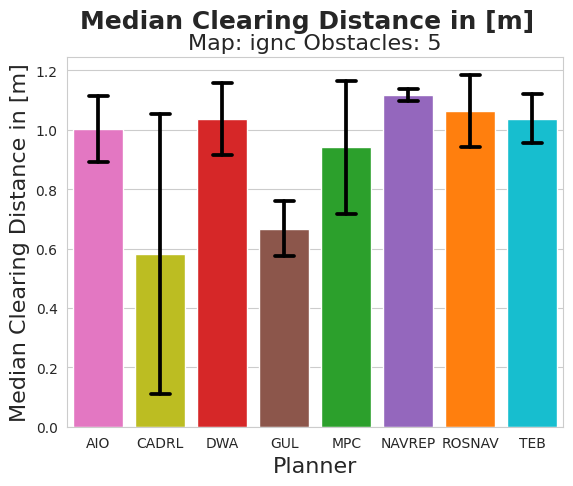 Median Clearing Distance in [m]
Map: ignc Obstacles: 5
Median Clearing Distance in [m]
1.2
1.0
0.8
0.6
0.4
0.2
0.0
AIO CADRL DWA GUL MPC NAVREP ROSNAV TEB
Planner